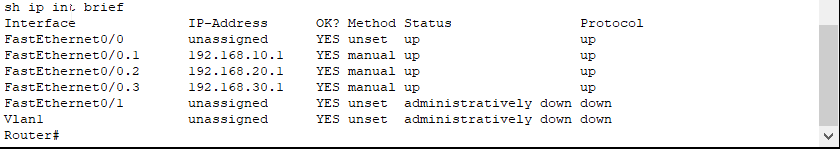 sh ip int brief
Interface IP-Address OK? Method Status Protocol
FastEthernet0/0 unassigned YES unset up up
FastEthernet0/0.1 192.168.10.1 YES manual up up
FastEthernet0/0.2 192.168.20.1 YES manual up up
FastEthernet0/0.3 192.168.30.1 YES manual up up
FastEthernet0/1 unassigned YES unset administratively down down
Vlan1 unassigned YES unset administratively down down
Router#